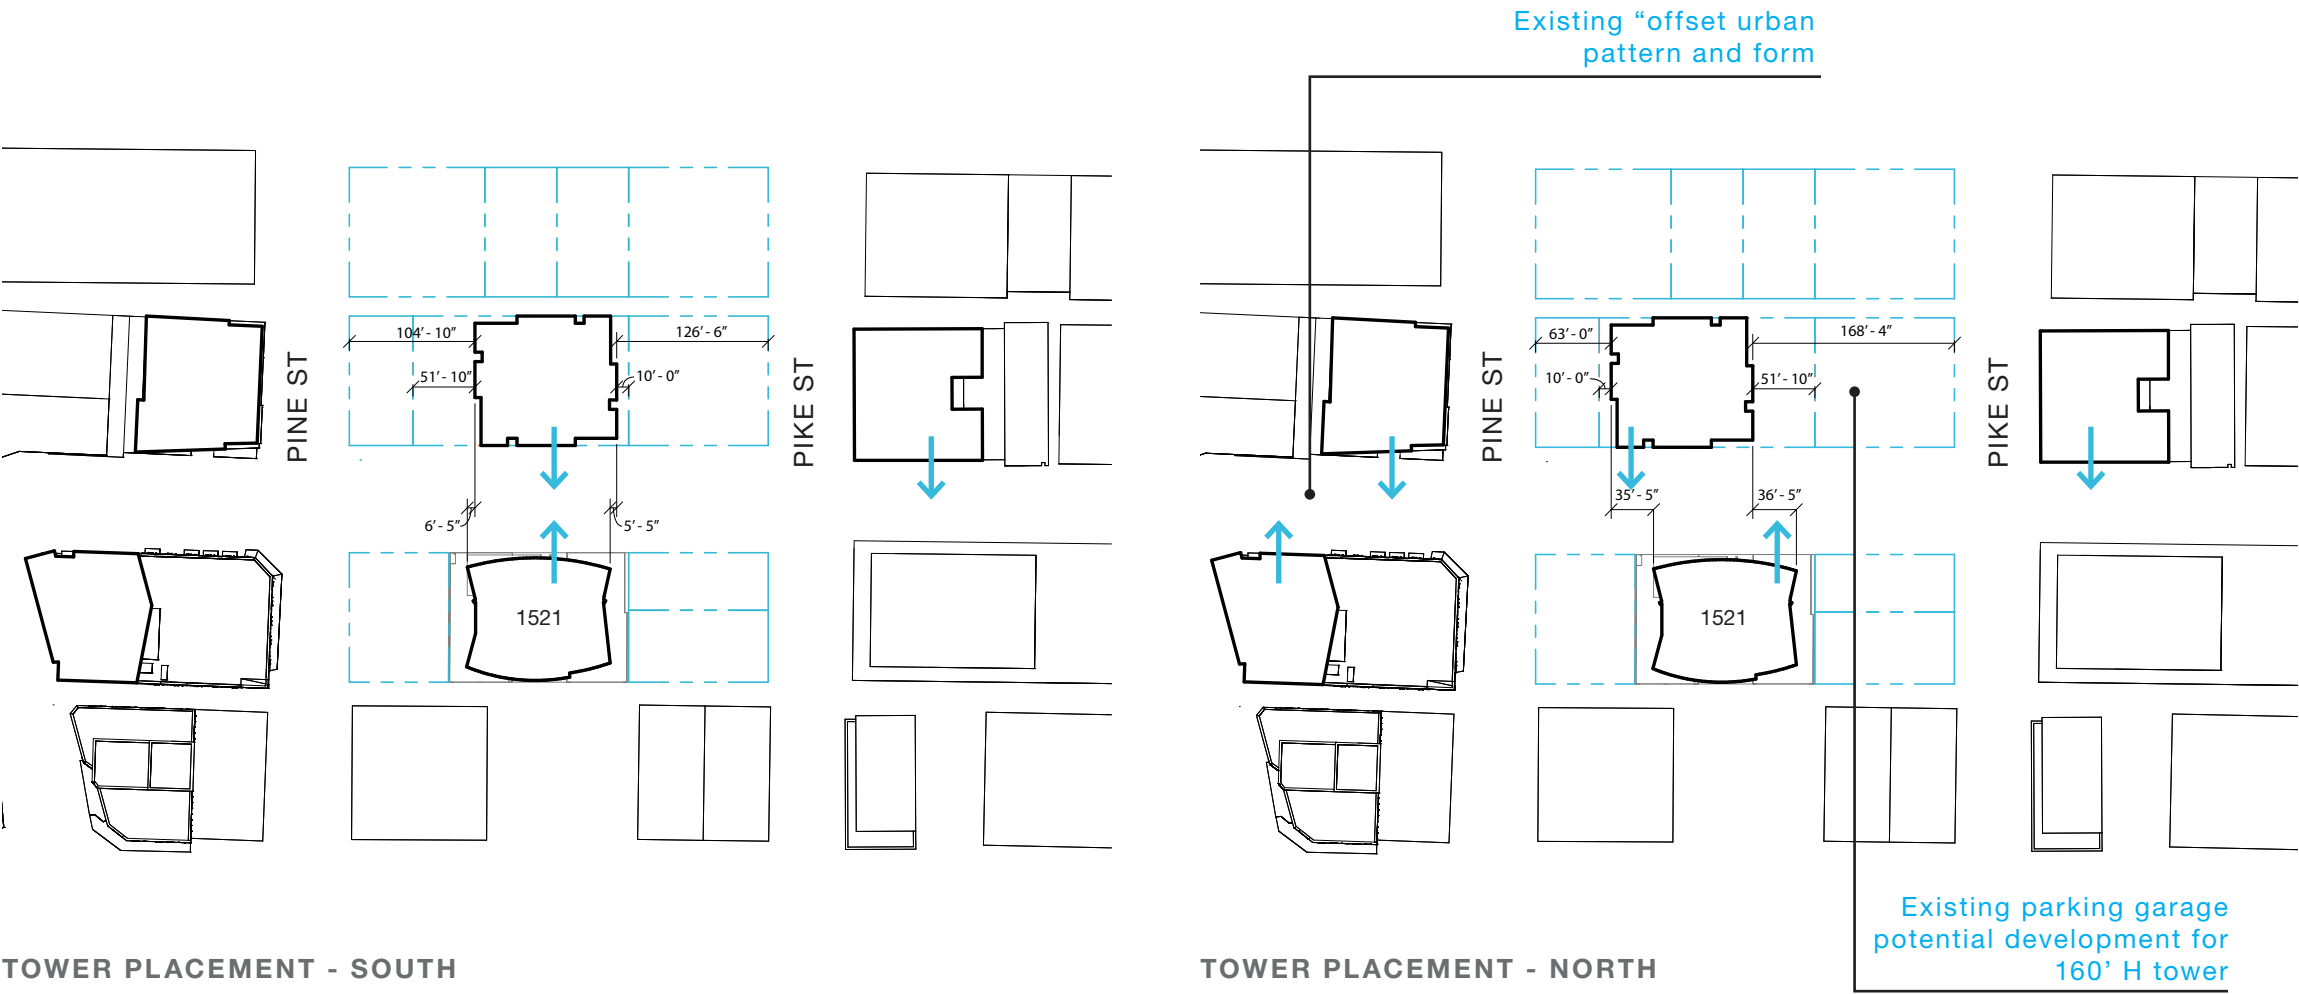 Existing “offset urban
pattern and form
104’ - 10”
126’ - 6”
51’ - 10”
10’ - 0”
PINE ST
PIKE ST
6’ - 5”
5’ - 5”
1521
TOWER PLACEMENT - SOUTH
63’ - 0”
168’ - 4”
10’ - 0”
51’ - 10”
PINE ST
PIKE ST
35’ - 5”
36’ - 5”
1521
Existing parking garage
potential development for
160’ H tower
TOWER PLACEMENT - NORTH